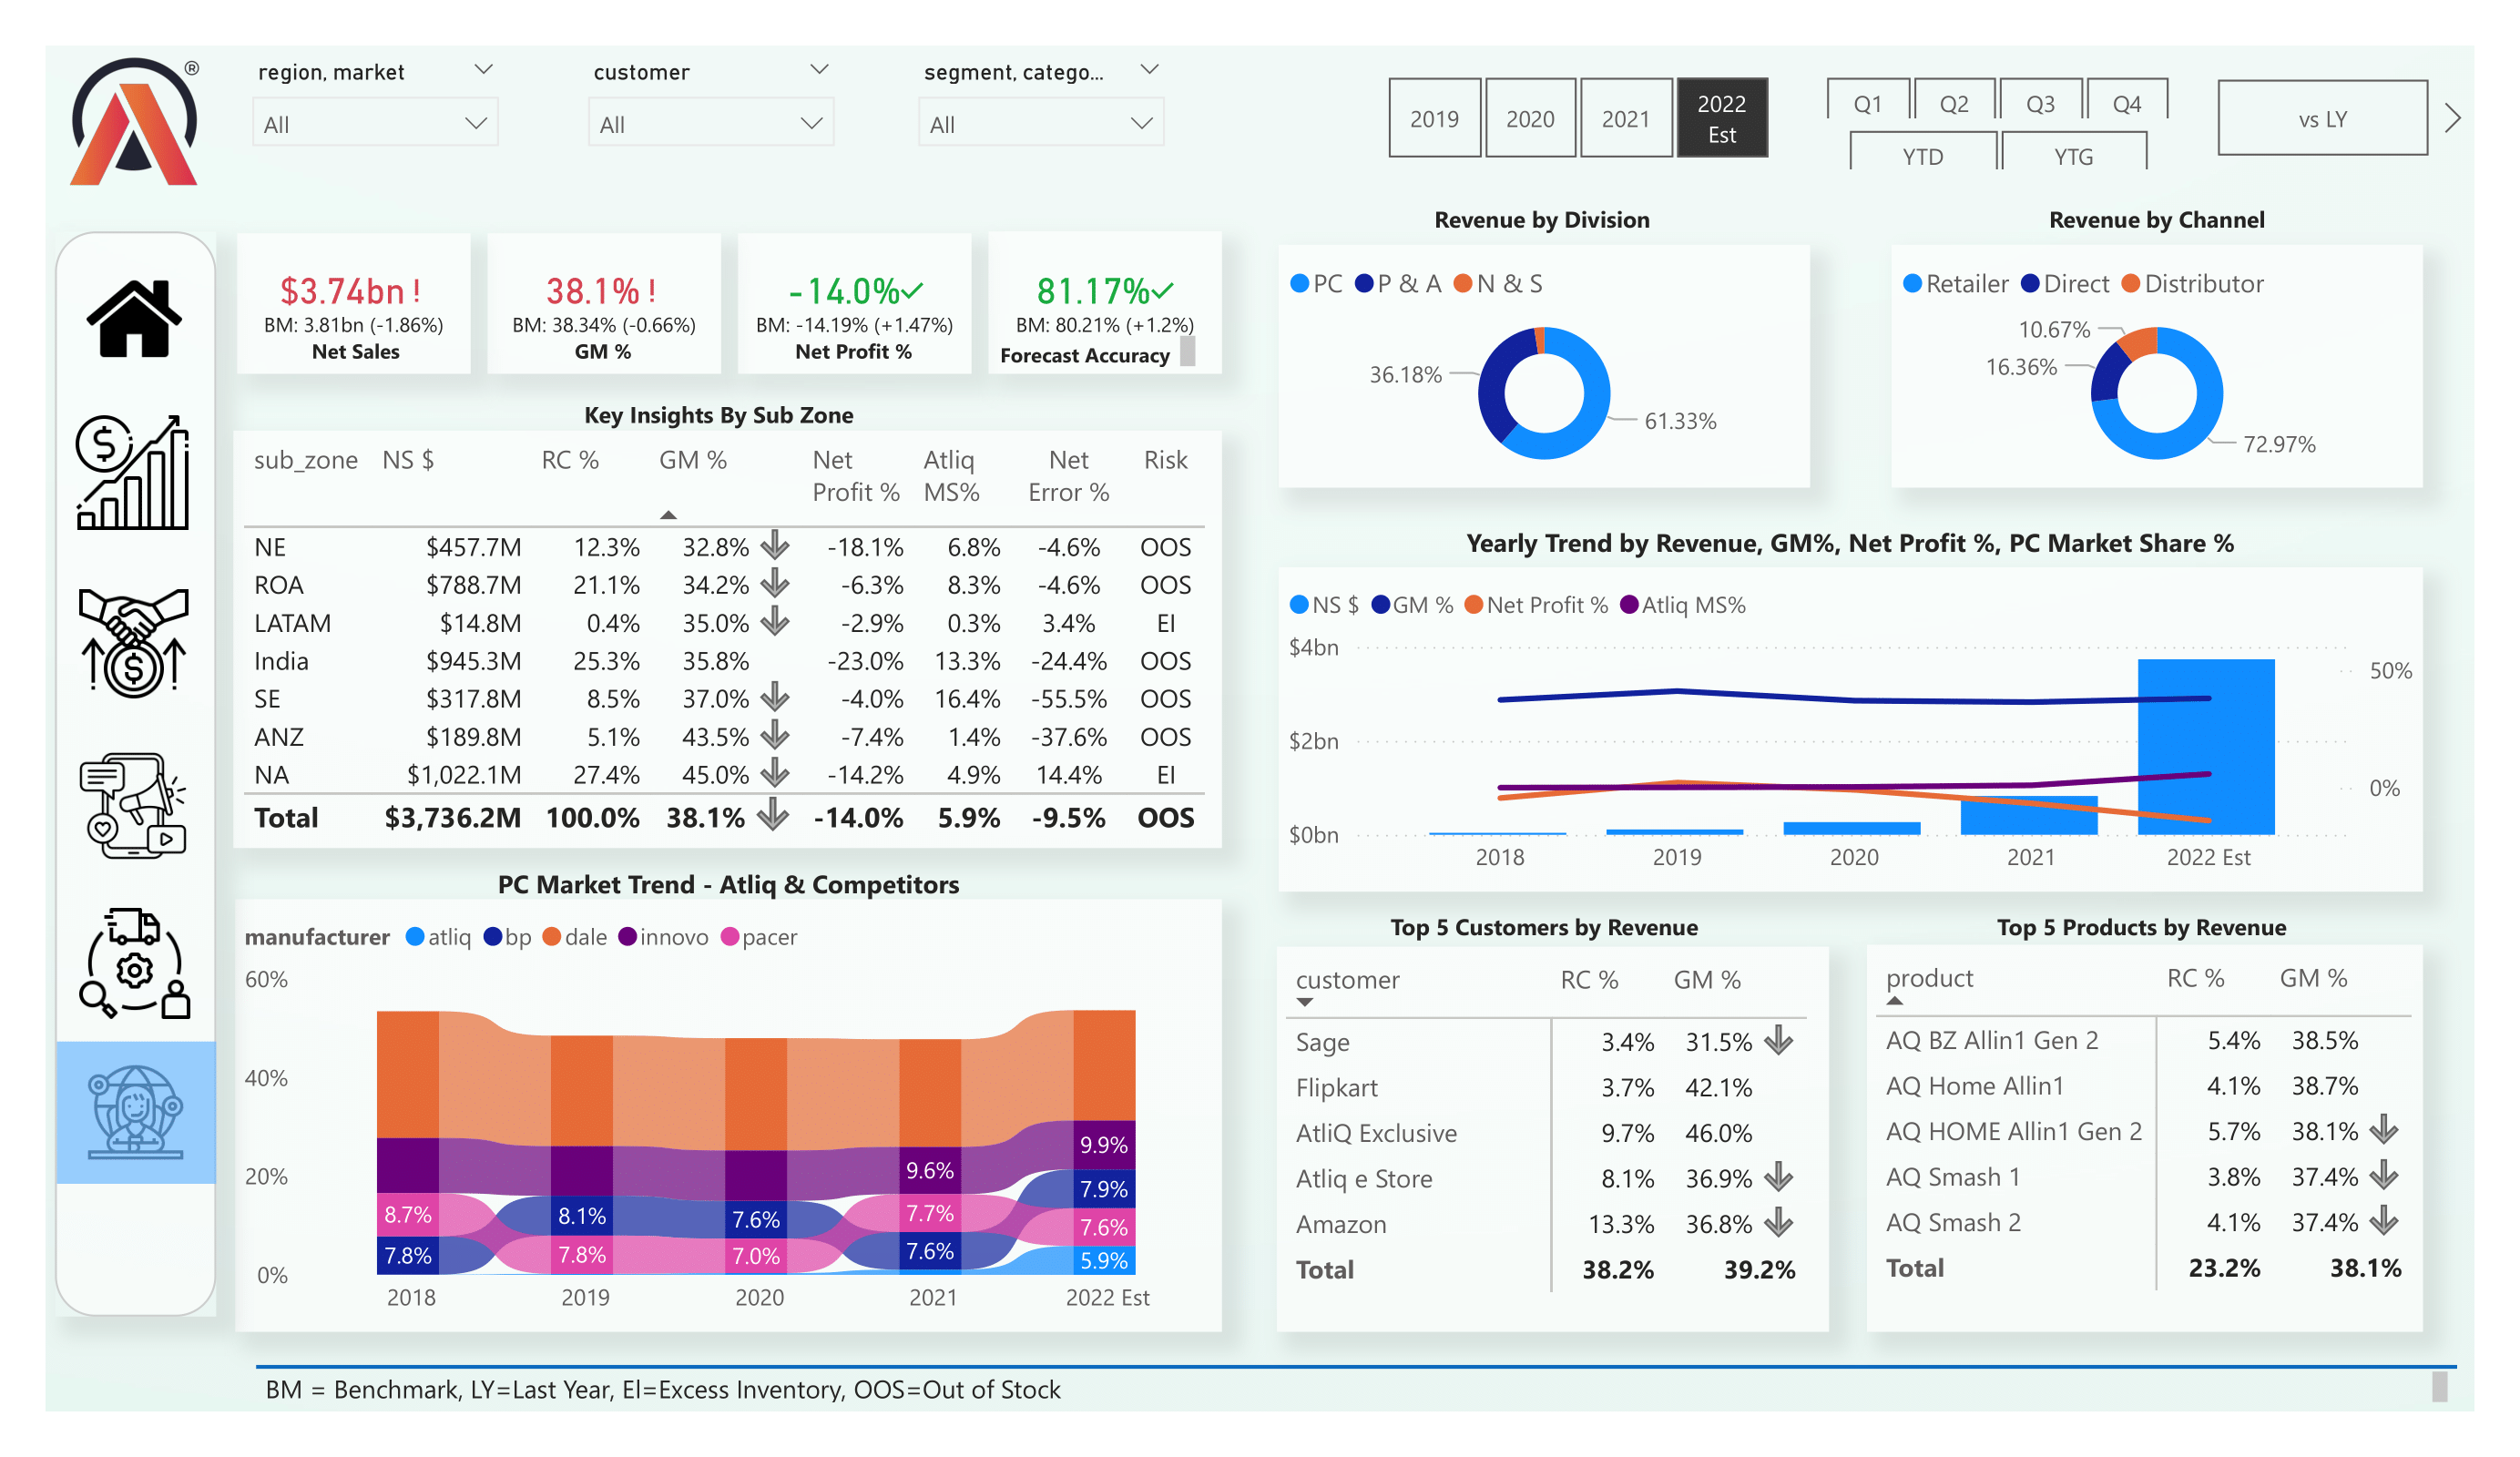 ®
region, market
customer
segment, catego...
All
All
All
2019
2020
2021
2022
Est
Q1
Q2
Q3
Q4
YTD
YTG
vs LY
$3.74bn !
BM: 3.81bn (-1.86%)
Net Sales
38.1% !
BM: 38.34% (-0.66%)
GM %
-14.0%
BM: -14.19% (+1.47%)
Net Profit %
81.17%
BM: 80.21% (+1.2%)
Forecast Accuracy
Revenue by Division
PC P & A N & S
36.18%
61.33%
Revenue by Channel
Retailer Direct Distributor
10.67%
16.36%
72.97%
Key Insights By Sub Zone
sub_zone NS $ RC % GM % Net Profit % Atliq MS% Net Error % Risk
NE $457.7M 12.3% 32.8% -18.1% 6.8% -4.6% OOS
ROA $788.7M 21.1% 34.2% -6.3% 8.3% -4.6% OOS
LATAM $14.8M 0.4% 35.0% -2.9% 0.3% 3.4% EI
India $945.3M 25.3% 35.8% -23.0% 13.3% -24.4% OOS
SE $317.8M 8.5% 37.0% -4.0% 16.4% -55.5% OOS
ANZ $189.8M 5.1% 43.5% -7.4% 1.4% -37.6% OOS
NA $1,022.1M 27.4% 45.0% -14.2% 4.9% 14.4% EI
Total $3,736.2M 100.0% 38.1% -14.0% 5.9% -9.5% OOS
Yearly Trend by Revenue, GM%, Net Profit %, PC Market Share %
NS $ GM % Net Profit % Atliq MS%
$4bn
$2bn
$0bn
50%
0%
2018 2019 2020 2021 2022 Est
PC Market Trend - Atliq & Competitors
manufacturer atliq bp dale innovo pacer
60%
40%
20%
0%
8.7%
7.8%
8.1%
7.8%
7.6%
7.0%
9.6%
7.7%
7.6%
9.9%
7.9%
7.6%
5.9%
2018 2019 2020 2021 2022 Est
Top 5 Customers by Revenue
customer RC % GM %
Sage 3.4% 31.5%
Flipkart 3.7% 42.1%
AtliQ Exclusive 9.7% 46.0%
Atliq e Store 8.1% 36.9%
Amazon 13.3% 36.8%
Total 38.2% 39.2%
Top 5 Products by Revenue
product RC % GM %
AQ BZ Allin1 Gen 2 5.4% 38.5%
AQ Home Allin1 4.1% 38.7%
AQ HOME Allin1 Gen 2 5.7% 38.1%
AQ Smash 1 3.8% 37.4%
AQ Smash 2 4.1% 37.4%
Total 23.2% 38.1%
BM = Benchmark, LY=Last Year, EI=Excess Inventory, OOS=Out of Stock